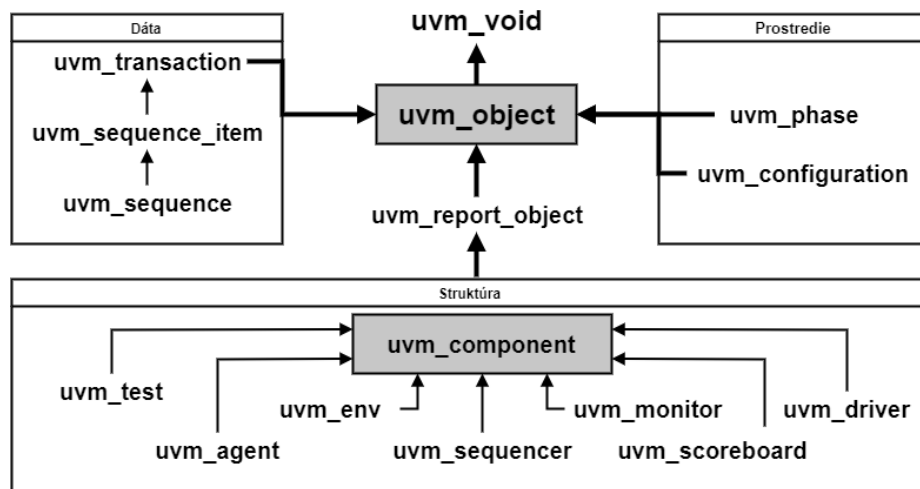 uvm_void
Dáta
Prostredie
uvm_transaction
uvm_object
uvm_phase
uvm_sequence_item
uvm_configuration
uvm_sequence
uvm_report_object
Struktúra
uvm_component
uvm_test
uvm_env
uvm_monitor
uvm_driver
uvm_agent
uvm_sequencer
uvm_scoreboard